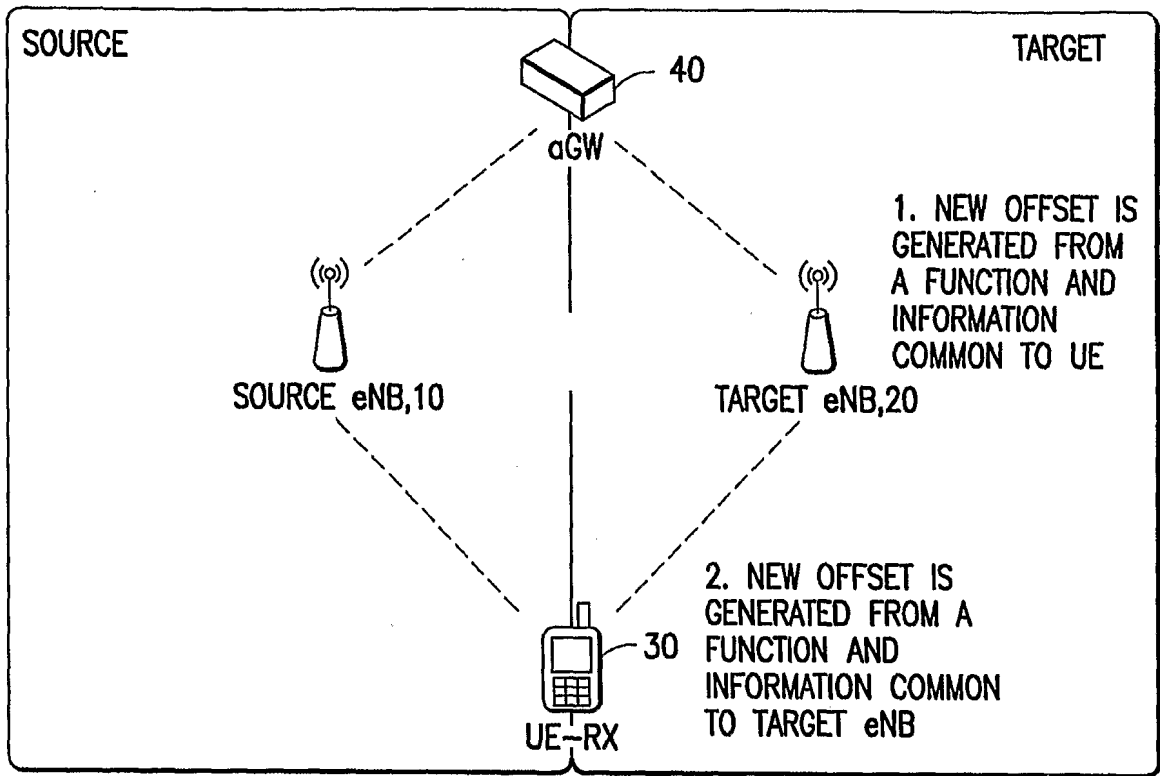 SOURCE
TARGET
40
aGW
1. NEW OFFSET IS
GENERATED FROM
A FUNCTION AND
INFORMATION
COMMON TO UE
SOURCE eNB,10
TARGET eNB,20
2. NEW OFFSET IS
GENERATED FROM A
FUNCTION AND
INFORMATION COMMON
TO TARGET eNB
30
UE-RX